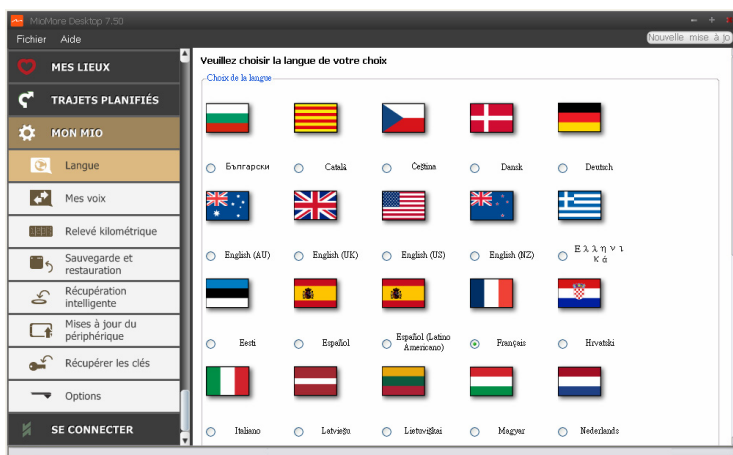 MioMore Desktop 7.50
Fichier Aide
Nouvelle mise à jo
MES LIEUX
TRAJETS PLANIFIÉS
MON MIO
Langue
Mes voix
Relevé kilométrique
Sauvegarde et
restauration
Récupération
intelligente
Mises à jour du
périphérique
Récupérer les clés
Options
SE CONNECTER
Veuillez choisir la langue de votre choix
Choix de la langue
Български Català Čeština Dansk Deutsch
English (AU) English (UK) English (US) English (NZ) Ελληνι
κά
Eesti Español Español (Latino
Americano) Français Hrvatski
Italiano Latviešu Lietuviškai Magyar Nederlands